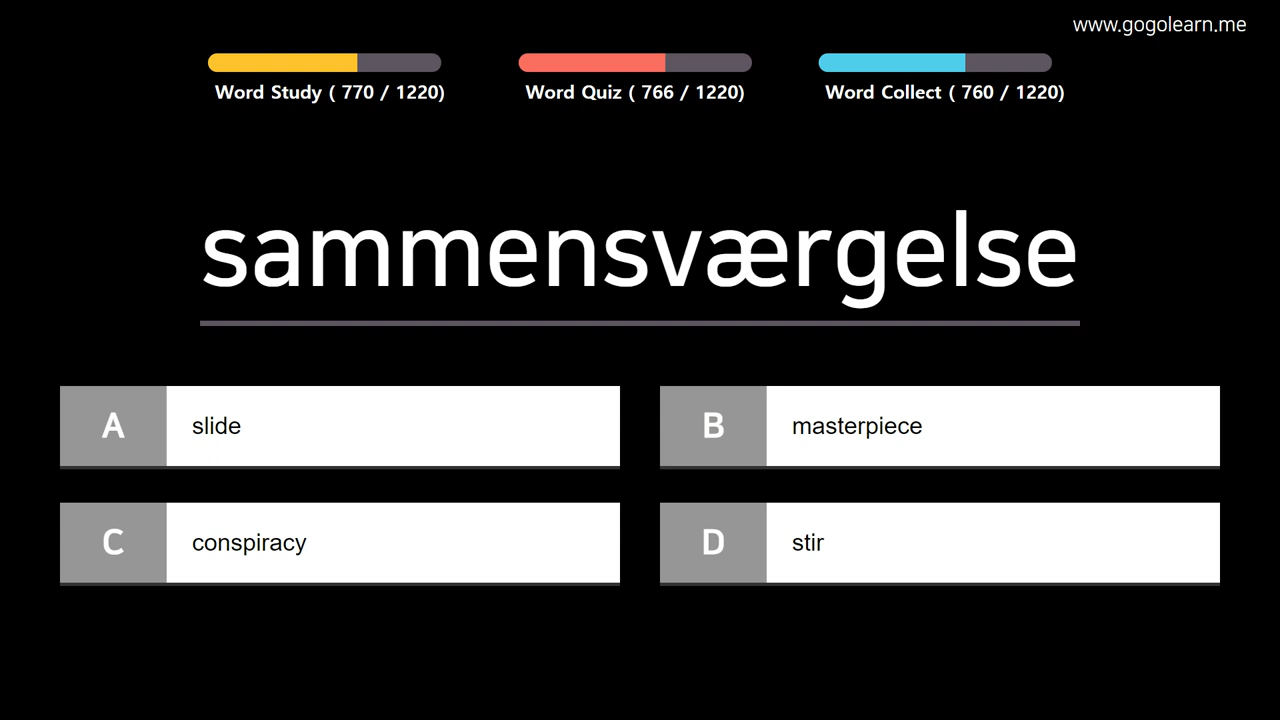 www.gogolearn.me
Word Study ( 770 / 1220)
Word Quiz ( 766 / 1220)
Word Collect ( 760 / 1220)
sammensværgelse
A slide
B masterpiece
C conspiracy
D stir